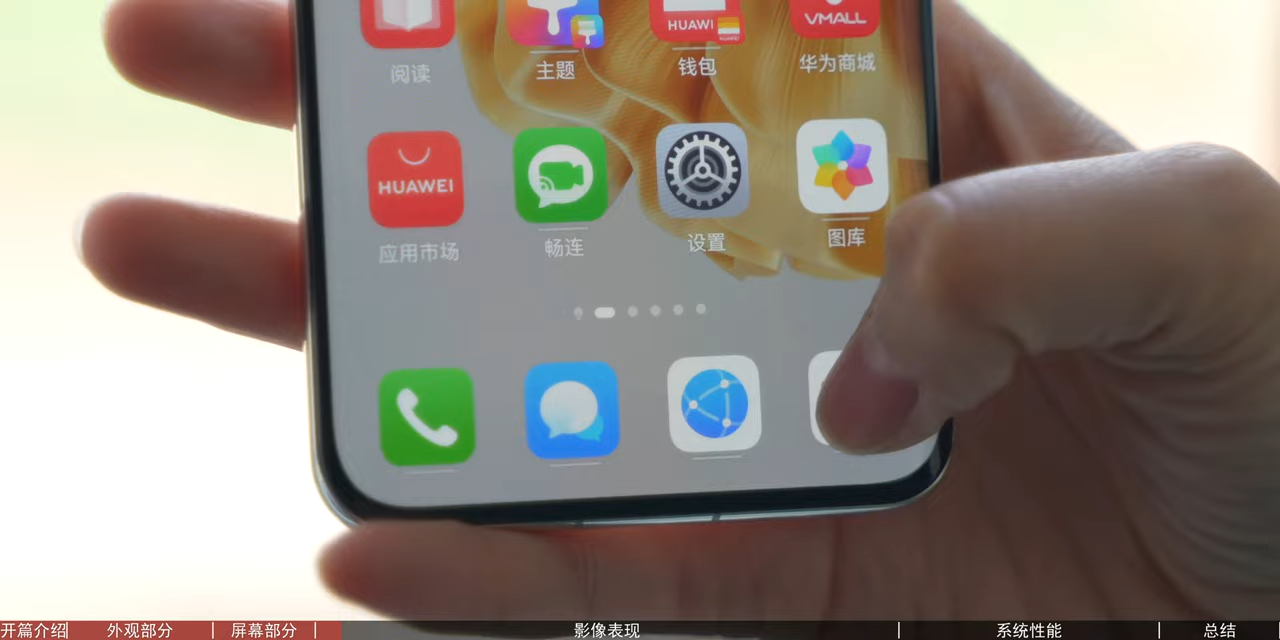 HUAWEI
VMALL
阅读
主题
钱包
华为商城
HUAWEI
应用市场
畅连
设置
图库
开篇介绍 外观部分 屏幕部分 影像表现 系统性能 总结